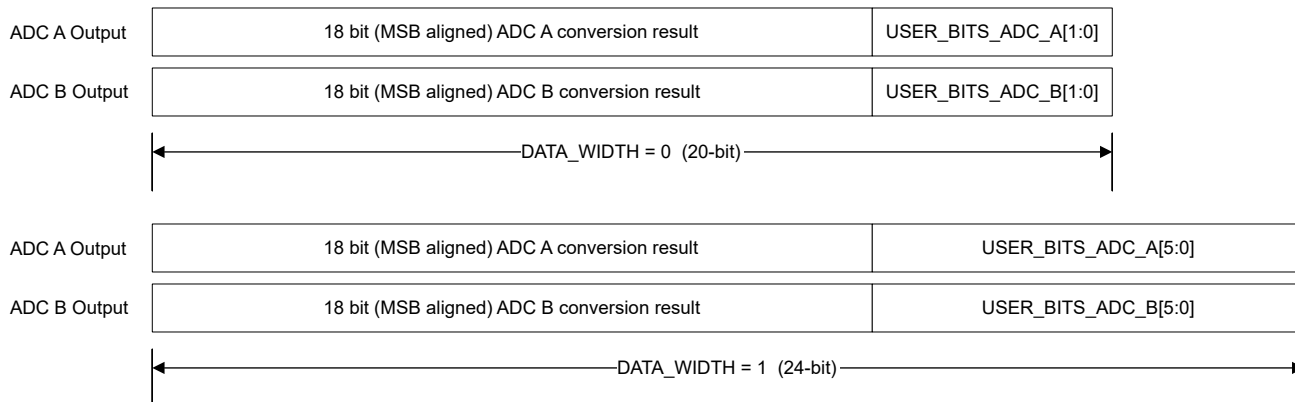 ADC A Output 18 bit (MSB aligned) ADC A conversion result USER_BITS_ADC_A[1:0]
ADC B Output 18 bit (MSB aligned) ADC B conversion result USER_BITS_ADC_B[1:0]
DATA_WIDTH = 0 (20-bit)
ADC A Output 18 bit (MSB aligned) ADC A conversion result USER_BITS_ADC_A[5:0]
ADC B Output 18 bit (MSB aligned) ADC B conversion result USER_BITS_ADC_B[5:0]
DATA_WIDTH = 1 (24-bit)